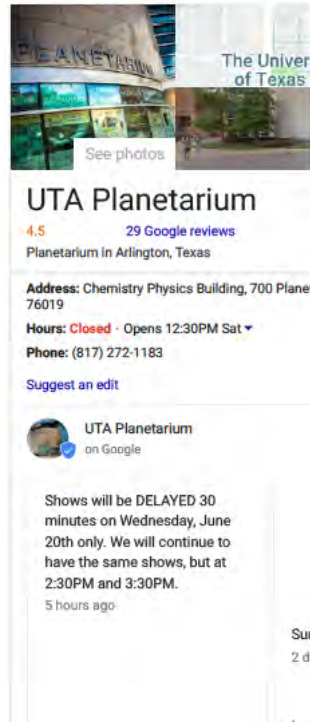 PLANETARIUM
The Univer
of Texas
See photos
UTA Planetarium
4.5 29 Google reviews
Planetarium in Arlington, Texas
Address: Chemistry Physics Building, 700 Plane
76019
Hours: Closed · Opens 12:30PM Sat
Phone: (817) 272-1183
Suggest an edit
UTA Planetarium
on Google
Shows will be DELAYED 30
minutes on Wednesday, June
20th only. We will continue to
have the same shows, but at
2:30PM and 3:30PM.
5 hours ago
Sur
2 d